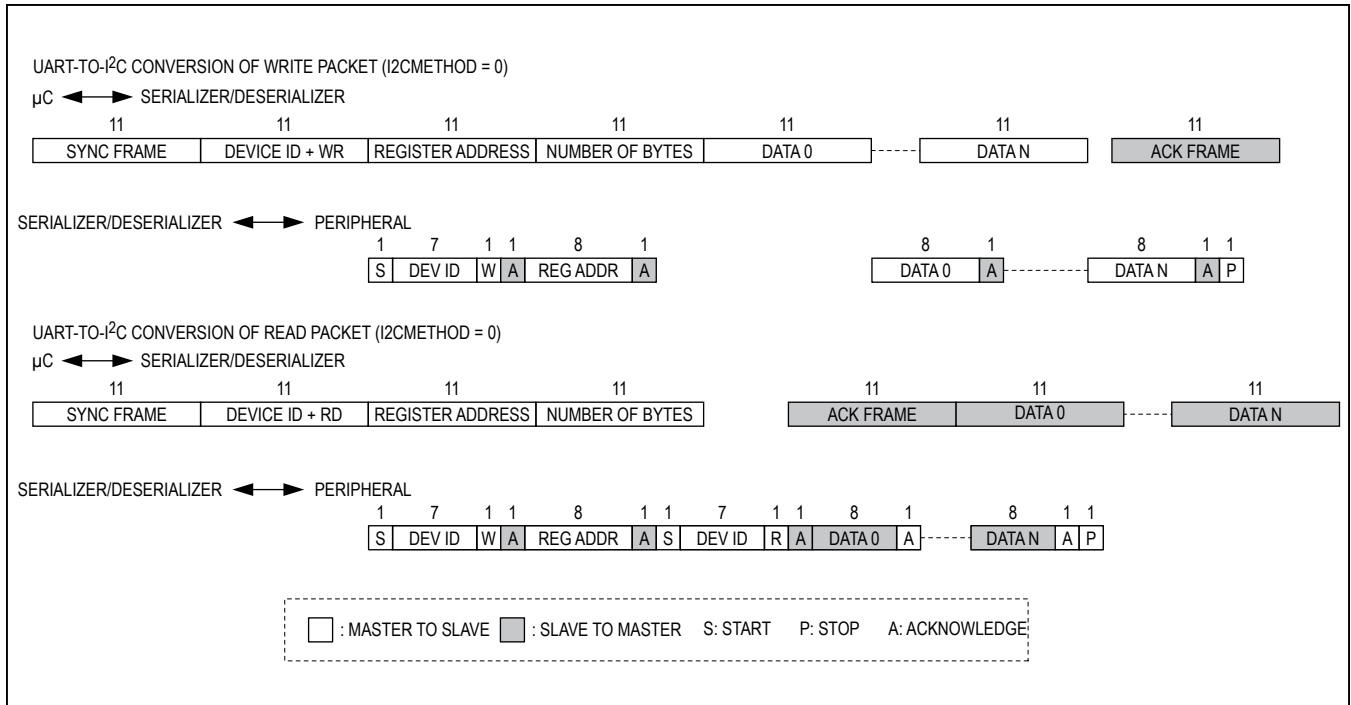 UART-TO-I2C CONVERSION OF WRITE PACKET (I2CMETHOD = 0)
µC SERIALIZER/DESERIALIZER
11 11 11 11 11 11 11
SYNC FRAME DEVICE ID + WR REGISTER ADDRESS NUMBER OF BYTES DATA 0 DATA N ACK FRAME
SERIALIZER/DESERIALIZER PERIPHERAL
1 7 1 1 8 1 8 1 8 1 1
S DEV ID W A REG ADDR A DATA 0 A DATA N A P
UART-TO-I2C CONVERSION OF READ PACKET (I2CMETHOD = 0)
µC SERIALIZER/DESERIALIZER
11 11 11 11 11 11 11
SYNC FRAME DEVICE ID + RD REGISTER ADDRESS NUMBER OF BYTES ACK FRAME DATA 0 DATA N
SERIALIZER/DESERIALIZER PERIPHERAL
1 7 1 1 8 1 1 7 1 1 8 1 8 1 1
S DEV ID W A REG ADDR A S DEV ID R A DATA 0 A DATA N A P
: MASTER TO SLAVE : SLAVE TO MASTER S: START P: STOP A: ACKNOWLEDGE